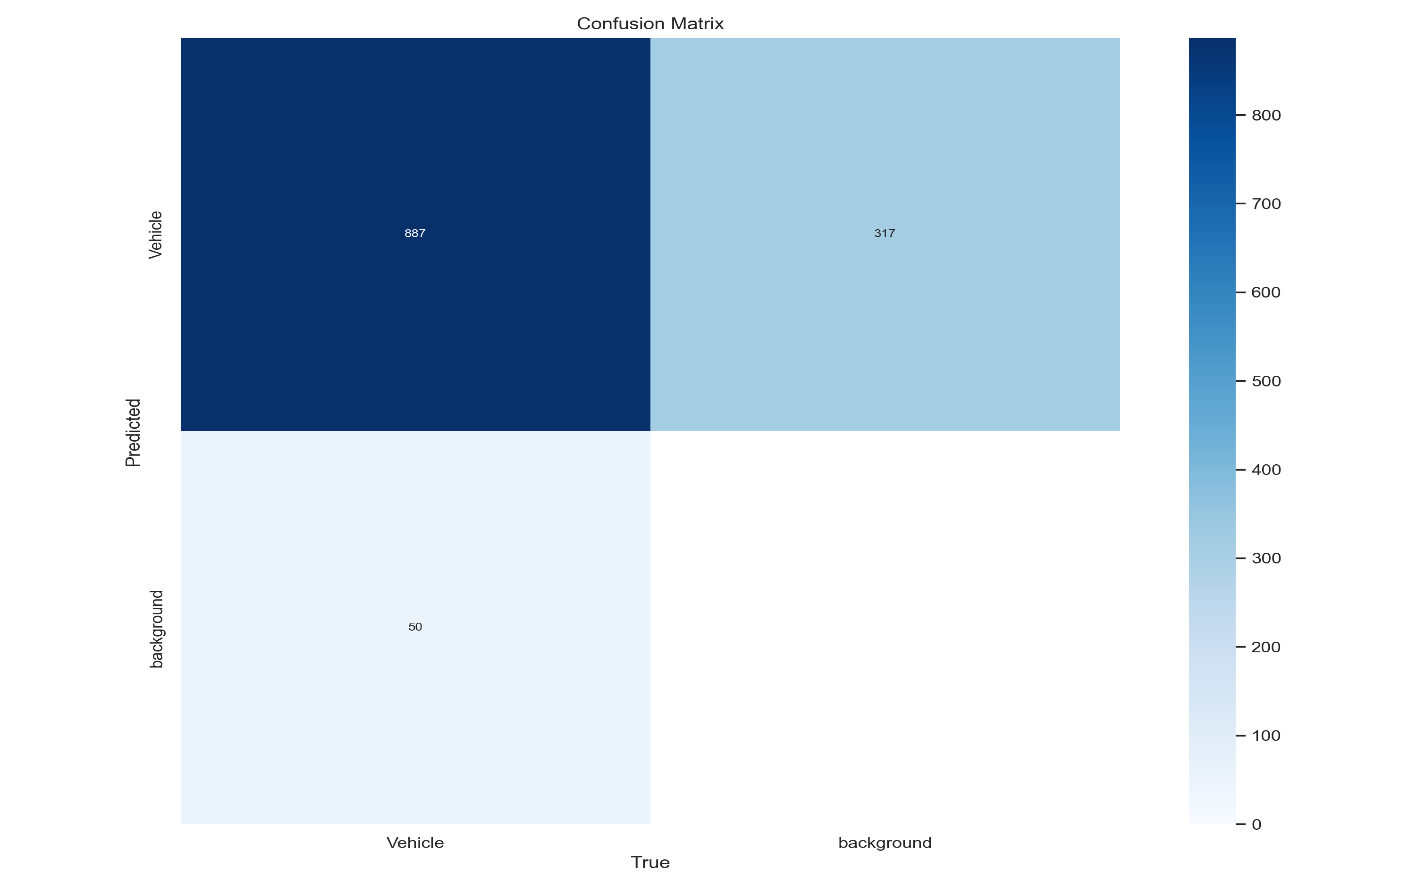 Confusion Matrix
Vehicle
887
317
Predicted
background
50
Vehicle
background
True
800
700
600
500
400
300
200
100
0